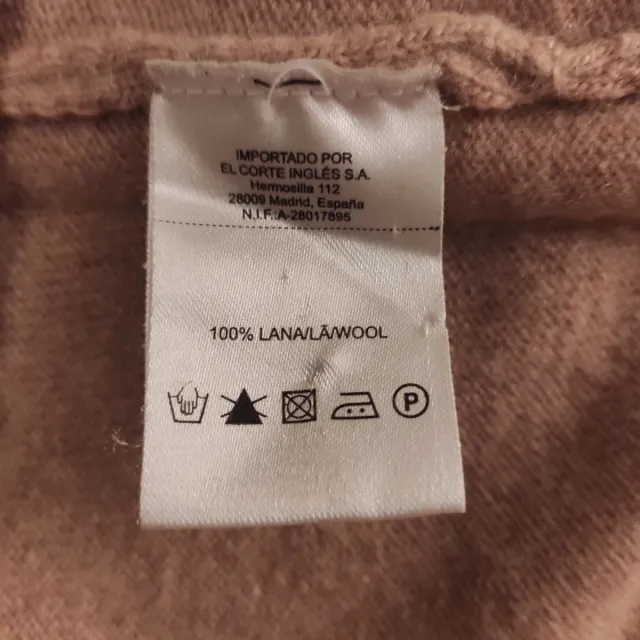 IMPORTADO POR
EL CORTE INGLÉS S.A.
Hermosilla 112
28009 Madrid, España
N.I.F.:A-28017895
100% LANA/LÃ/WOOL
P